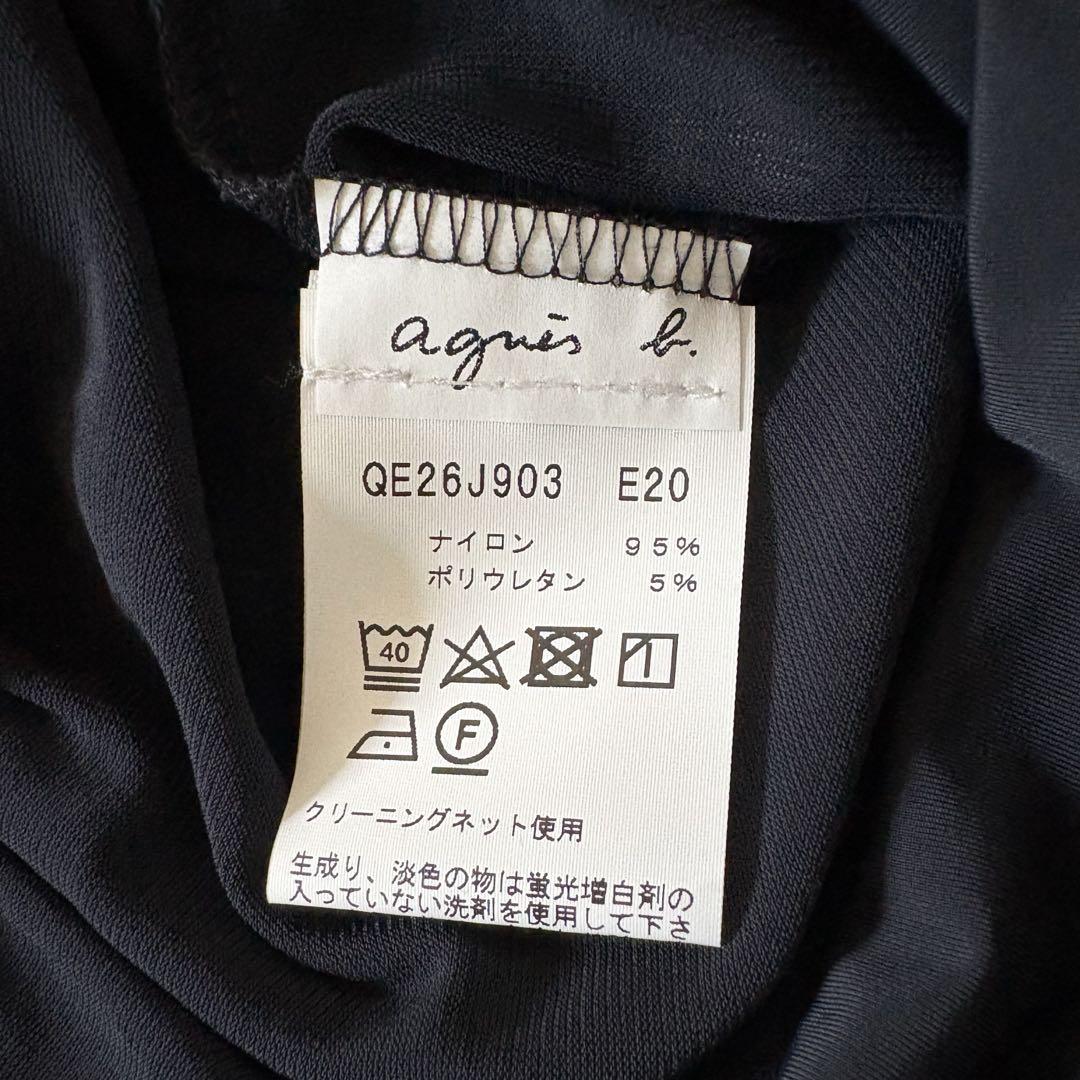 agnès b.
QE26J903 E20
ナイロン 95%
ポリウレタン 5%
40
F
クリーニングネット使用
生成り、淡色の物は蛍光増白剤の
入っていない洗剤を使用して下さ